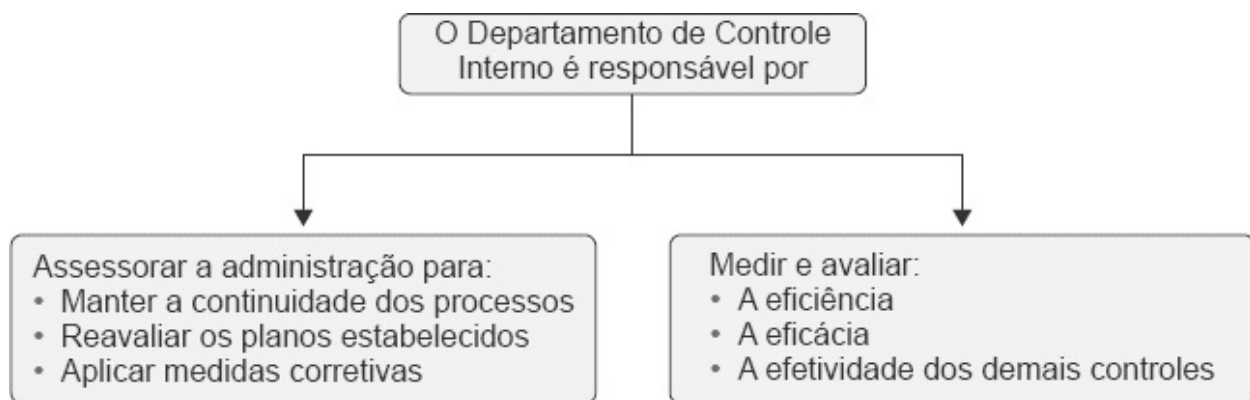 O Departamento de Controle
Interno é responsável por
Assessorar a administração para:
• Manter a continuidade dos processos
• Reavaliar os planos estabelecidos
• Aplicar medidas corretivas
Medir e avaliar:
• A eficiência
• A eficácia
• A efetividade dos demais controles